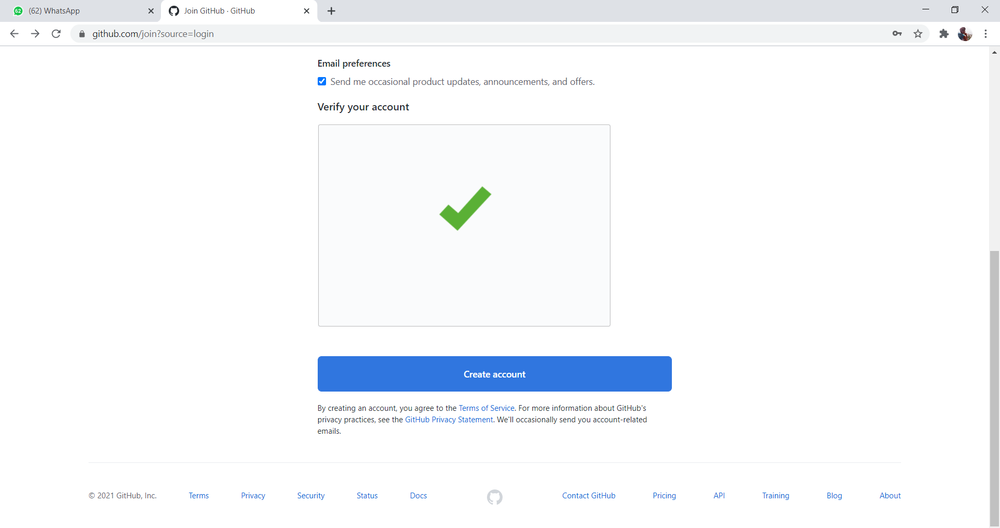 62 (62) WhatsApp
Join GitHub · GitHub
github.com/join?source=login
Email preferences
Send me occasional product updates, announcements, and offers.
Verify your account
Create account
By creating an account, you agree to the Terms of Service. For more information about GitHub's
privacy practices, see the GitHub Privacy Statement. We'll occasionally send you account-related
emails.
© 2021 GitHub, Inc. Terms Privacy Security Status Docs Contact GitHub Pricing API Training Blog About